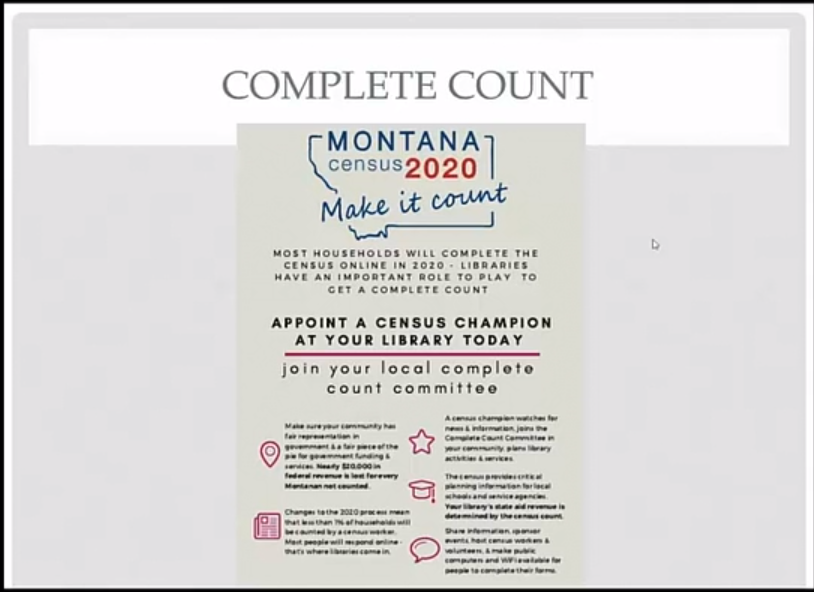 COMPLETE COUNT
MONTANA
census2020
Make it count
MOST HOUSEHOLDS WILL COMPLETE THE
CENSUS ONLINE IN 2020 - LIBRARIES
HAVE AN IMPORTANT ROLE TO PLAY TO
GET A COMPLETE COUNT
APPOINT A CENSUS CHAMPION
AT YOUR LIBRARY TODAY
join your local complete
count committee
Make sure your community has
fair representation in
government & a fair piece of the
pie for government funding &
services. Nearly $20,000 in
federal revenue is lost for every
Montanan not counted.
Changes to the 2020 process mean
that less than 1% of households will
be counted by a census worker.
Most people will respond online -
that's where libraries come in.
A census champion watches for
news & information, joins the
Complete Count Committee in
your community, plans library
activities & services.
The census provides critical
planning information for local
schools and service agencies.
Your library's state aid revenue is
determined by the census count.
Share information, sponsor
events, host census workers &
volunteers, & make public
computers and WiFi available for
people to complete their forms.